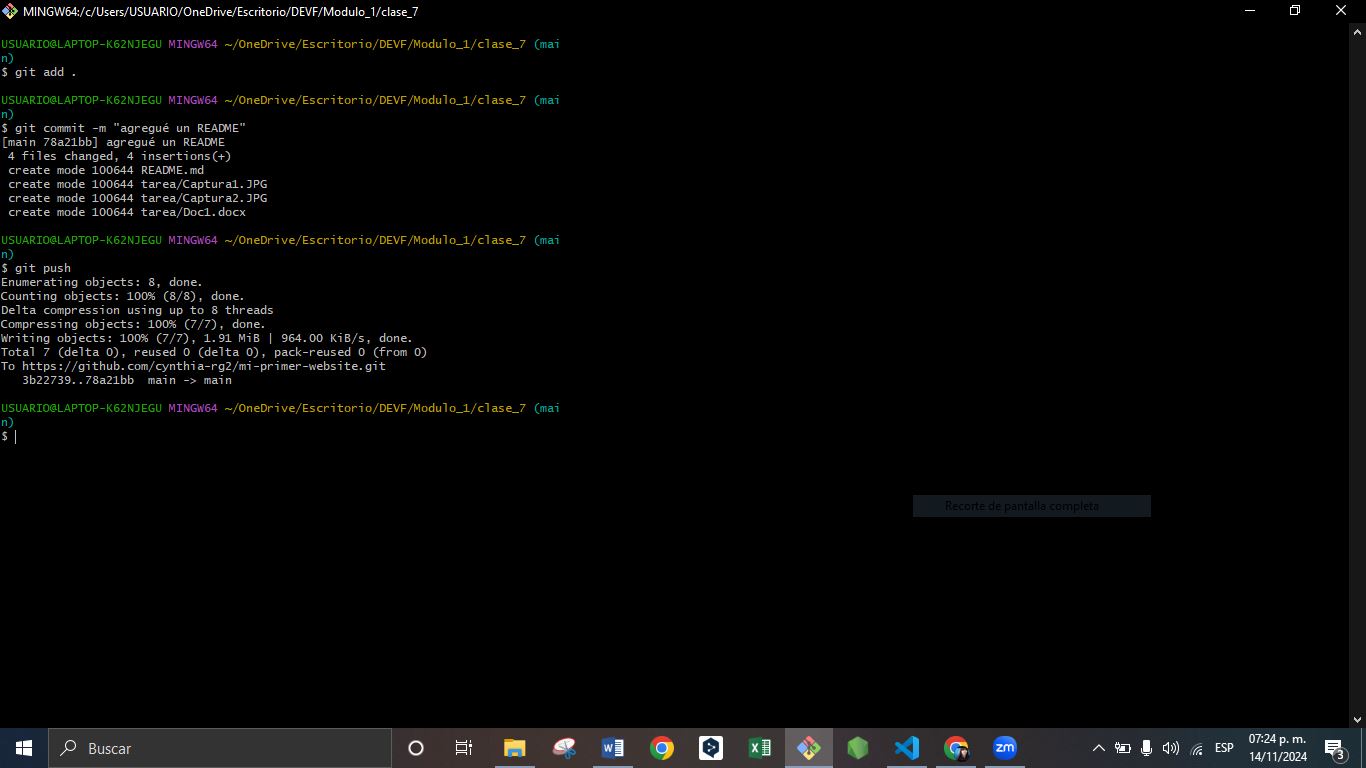 MINGW64:/c/Users/USUARIO/OneDrive/Escritorio/DEVF/Modulo_1/clase_7
USUARIO@LAPTOP-K62NJEGU MINGW64 ~/OneDrive/Escritorio/DEVF/Modulo_1/clase_7 (mai
n)
$ git add .
USUARIO@LAPTOP-K62NJEGU MINGW64 ~/OneDrive/Escritorio/DEVF/Modulo_1/clase_7 (mai
n)
$ git commit -m "agregué un README"
[main 78a21bb] agregué un README
 4 files changed, 4 insertions(+)
 create mode 100644 README.md
 create mode 100644 tarea/Captura1.JPG
 create mode 100644 tarea/Captura2.JPG
 create mode 100644 tarea/Doc1.docx
USUARIO@LAPTOP-K62NJEGU MINGW64 ~/OneDrive/Escritorio/DEVF/Modulo_1/clase_7 (mai
n)
$ git push
Enumerating objects: 8, done.
Counting objects: 100% (8/8), done.
Delta compression using up to 8 threads
Compressing objects: 100% (7/7), done.
Writing objects: 100% (7/7), 1.91 MiB | 964.00 KiB/s, done.
Total 7 (delta 0), reused 0 (delta 0), pack-reused 0 (from 0)
To https://github.com/cynthia-rg2/mi-primer-website.git
   3b22739..78a21bb  main -> main
USUARIO@LAPTOP-K62NJEGU MINGW64 ~/OneDrive/Escritorio/DEVF/Modulo_1/clase_7 (mai
n)
$
Recorte de pantalla completa
Buscar
zm
ESP
07:24 p. m.
14/11/2024
3